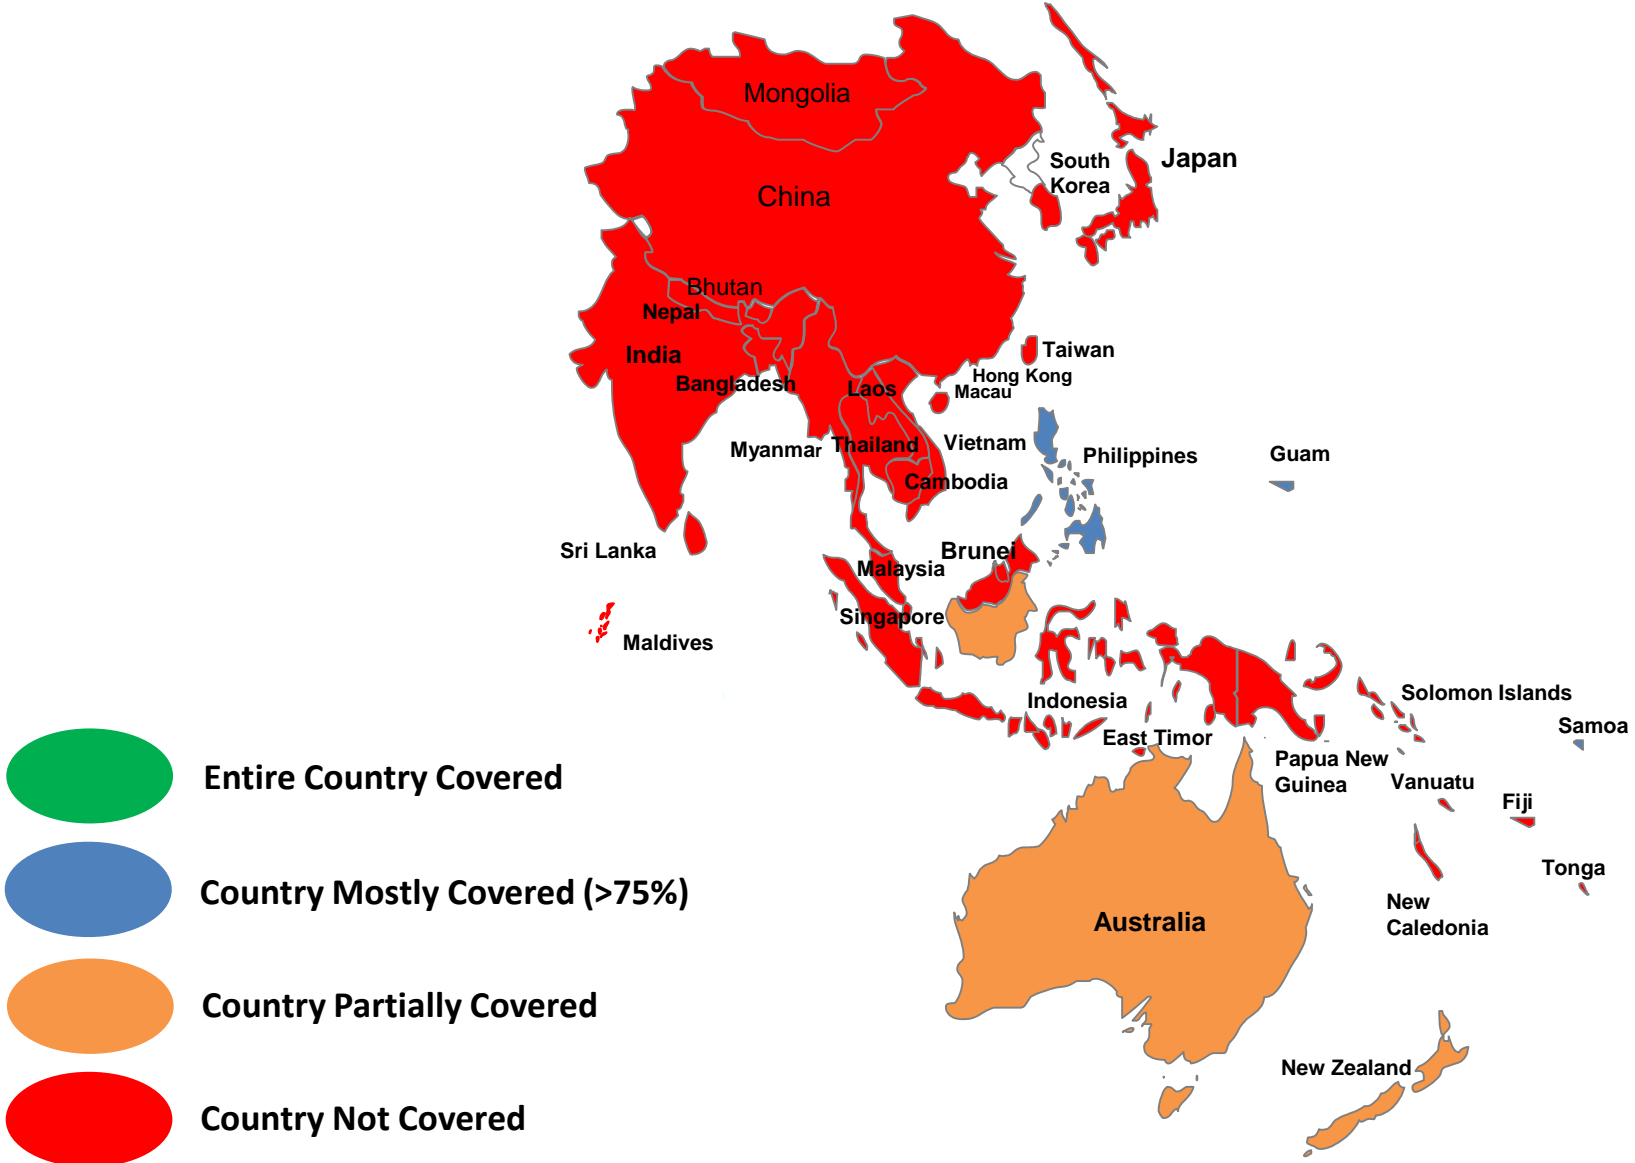 Mongolia
South
Korea
Japan
China
Bhutan
Nepal
India
Bangladesh
Taiwan
Hong Kong
Macau
Laos
Myanmar
Thailand
Vietnam
Cambodia
Philippines
Guam
Sri Lanka
Brunei
Malaysia
Singapore
Maldives
Indonesia
East Timor
Solomon Islands
Samoa
Papua New
Guinea
Vanuatu
Fiji
Tonga
New
Caledonia
Australia
New Zealand
Entire Country Covered
Country Mostly Covered (>75%)
Country Partially Covered
Country Not Covered